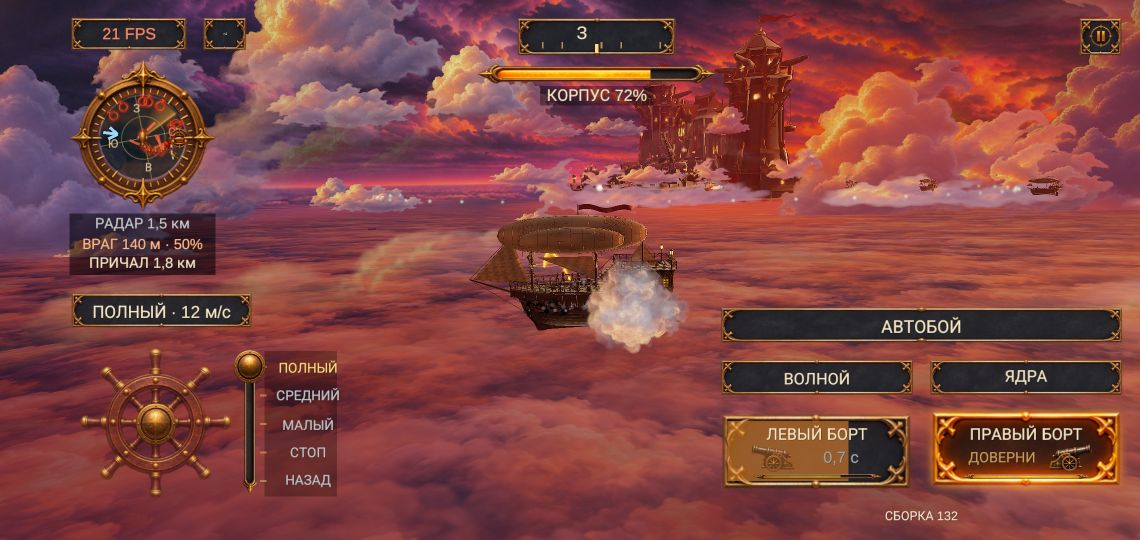 21 FPS
3
КОРПУС 72%
З
Ю
В
РАДАР 1,5 км
ВРАГ 140 м · 50%
ПРИЧАЛ 1,8 км
ПОЛНЫЙ · 12 м/с
ПОЛНЫЙ
СРЕДНИЙ
МАЛЫЙ
СТОП
НАЗАД
АВТОБОЙ
ВОЛНОЙ
ЯДРА
ЛЕВЫЙ БОРТ
0,7 с
ПРАВЫЙ БОРТ
ДОВЕРНИ
СБОРКА 132